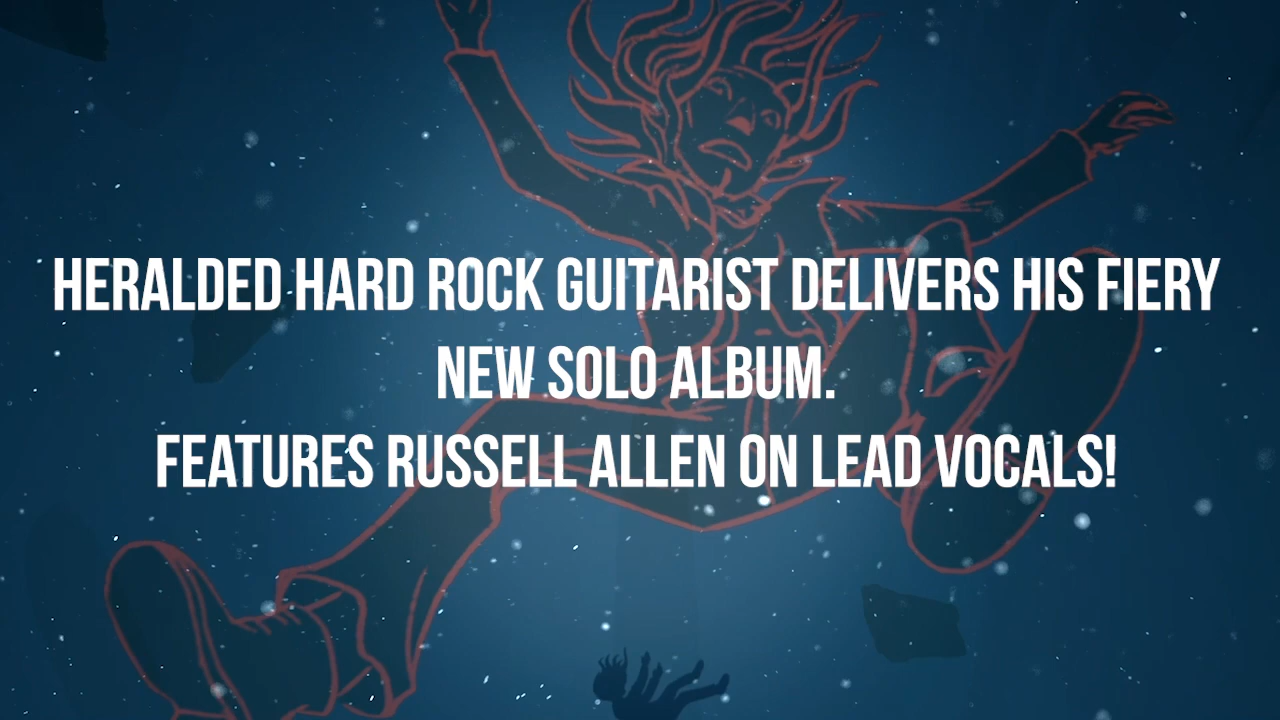 HERALDED HARD ROCK GUITARIST DELIVERS HIS FIERY
NEW SOLO ALBUM.
FEATURES RUSSELL ALLEN ON LEAD VOCALS!